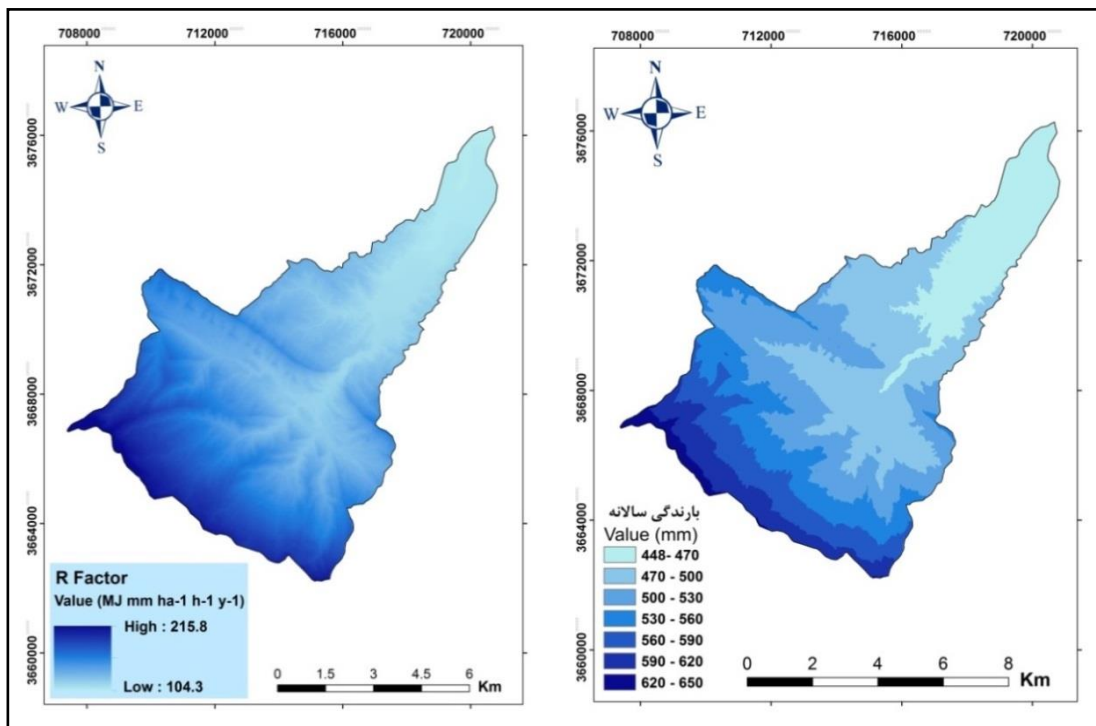 708000 712000 716000 720000
N
W E
S
3676000
3672000
3668000
3664000
3660000
R Factor
Value (MJ mm ha-1 h-1 y-1)
High : 215.8
Low : 104.3
0 1.5 3 4.5 6
Km
708000 712000 716000 720000
N
W E
S
3676000
3672000
3668000
3664000
3660000
بارندگی سالانه
Value (mm)
448- 470
470 - 500
500 - 530
530 - 560
560 - 590
590 - 620
620 - 650
0 2 4 6 8
Km